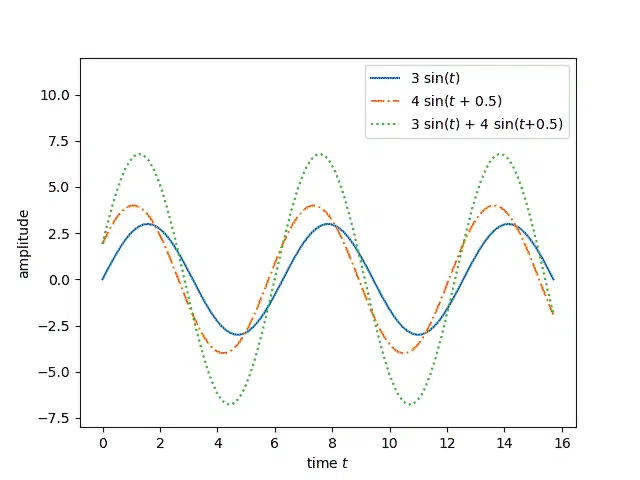 3 sin(t)
4 sin(t + 0.5)
3 sin(t) + 4 sin(t+0.5)
amplitude
10.0
7.5
5.0
2.5
0.0
−2.5
−5.0
−7.5
0 2 4 6 8 10 12 14 16
time t